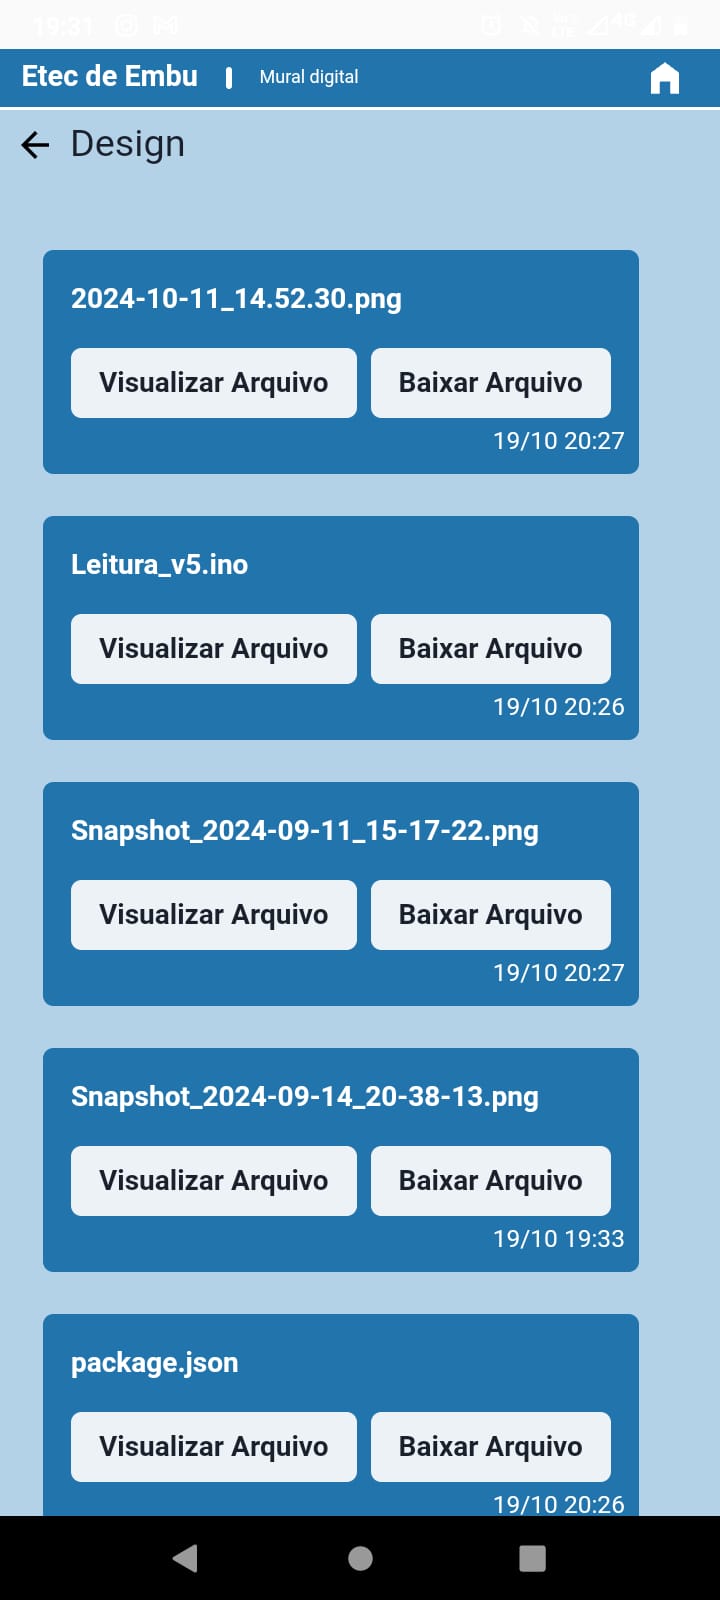 19:31
4G
LTE
Etec de Embu
Mural digital
Design
2024-10-11_14.52.30.png
Visualizar Arquivo Baixar Arquivo
19/10 20:27
Leitura_v5.ino
Visualizar Arquivo Baixar Arquivo
19/10 20:26
Snapshot_2024-09-11_15-17-22.png
Visualizar Arquivo Baixar Arquivo
19/10 20:27
Snapshot_2024-09-14_20-38-13.png
Visualizar Arquivo Baixar Arquivo
19/10 19:33
package.json
Visualizar Arquivo Baixar Arquivo
19/10 20:26